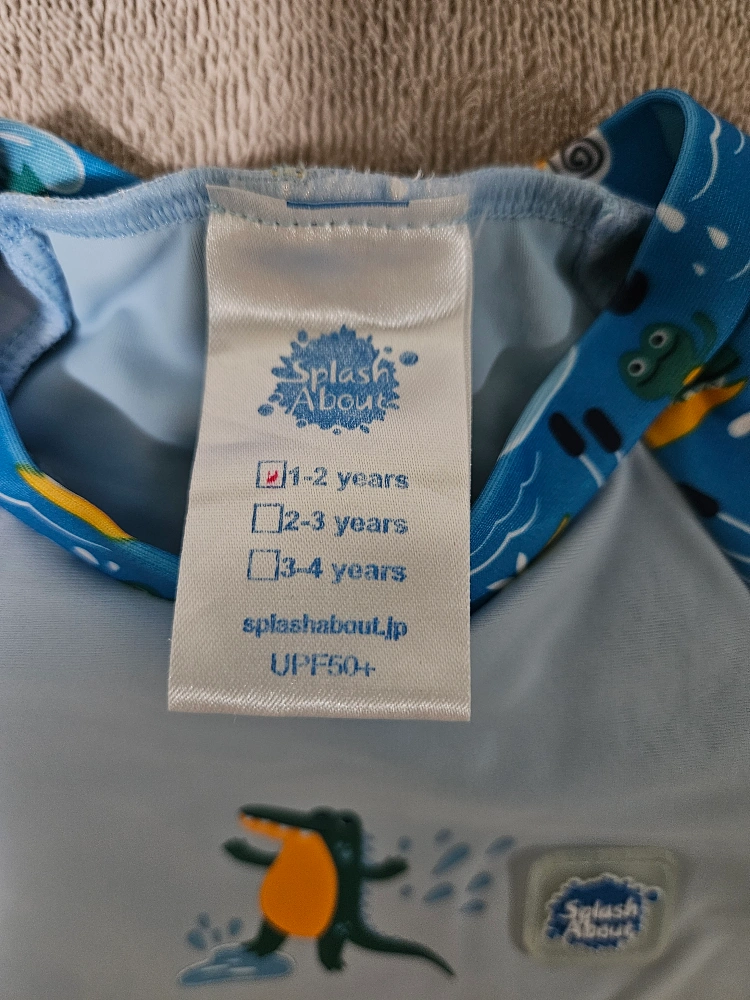 Splash
About
1-2 years
2-3 years
3-4 years
splashabout.jp
UPF50+
Splash
About